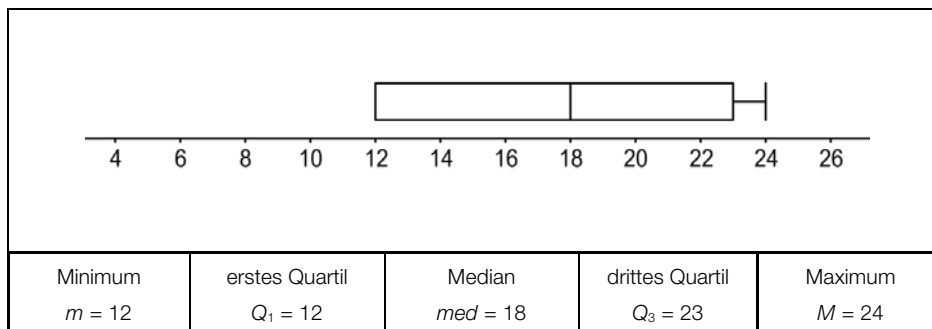 4 6 8 10 12 14 16 18 20 22 24 26
Minimum erstes Quartil Median drittes Quartil Maximum
m = 12 Q₁ = 12 med = 18 Q₃ = 23 M = 24